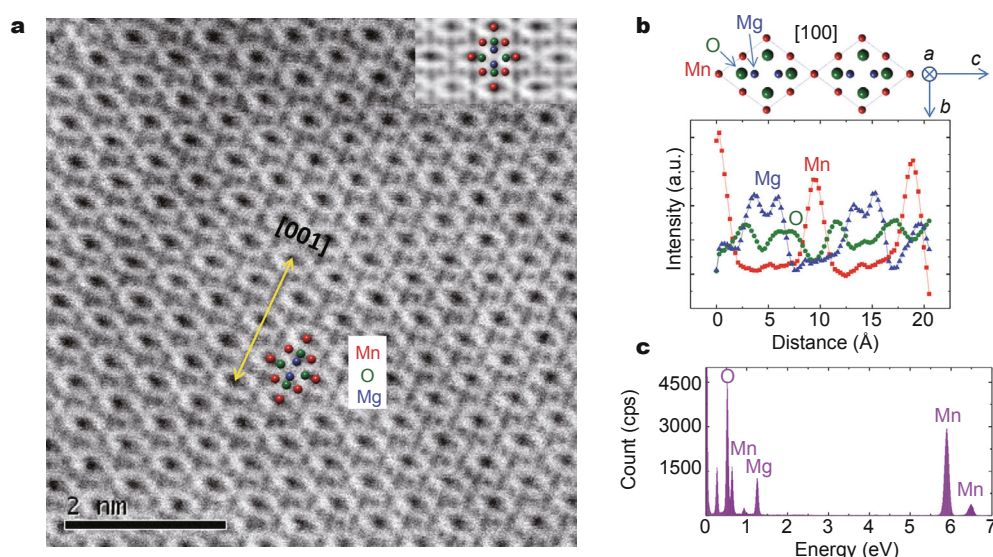 a
[001]
Mn
O
Mg
2 nm
b
Mg
[100]
O
Mn
a
c
b
Mg
Mn
O
Intensity (a.u.)
0 5 10 15 20
Distance (Å)
c
4500
3000
1500
Count (cps)
O
Mn
Mg
Mn
Mn
0 1 2 3 4 5 6 7
Energy (eV)